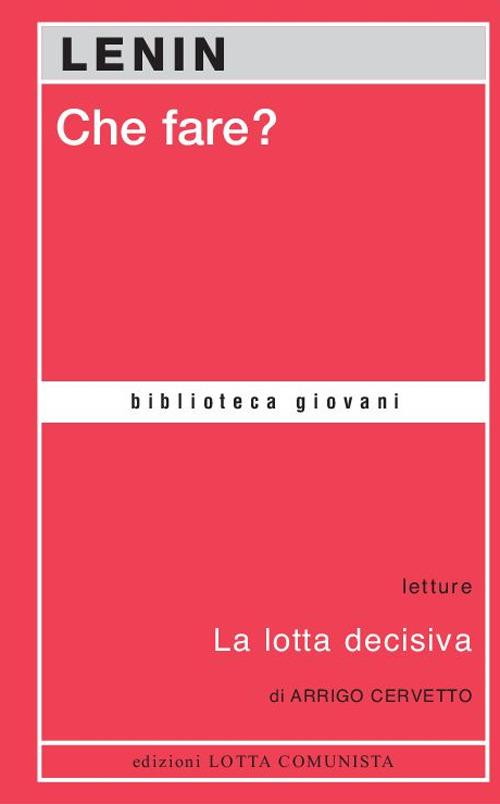 LENIN
Che fare?
biblioteca giovani
letture
La lotta decisiva
di ARRIGO CERVETTO
edizioni LOTTA COMUNISTA